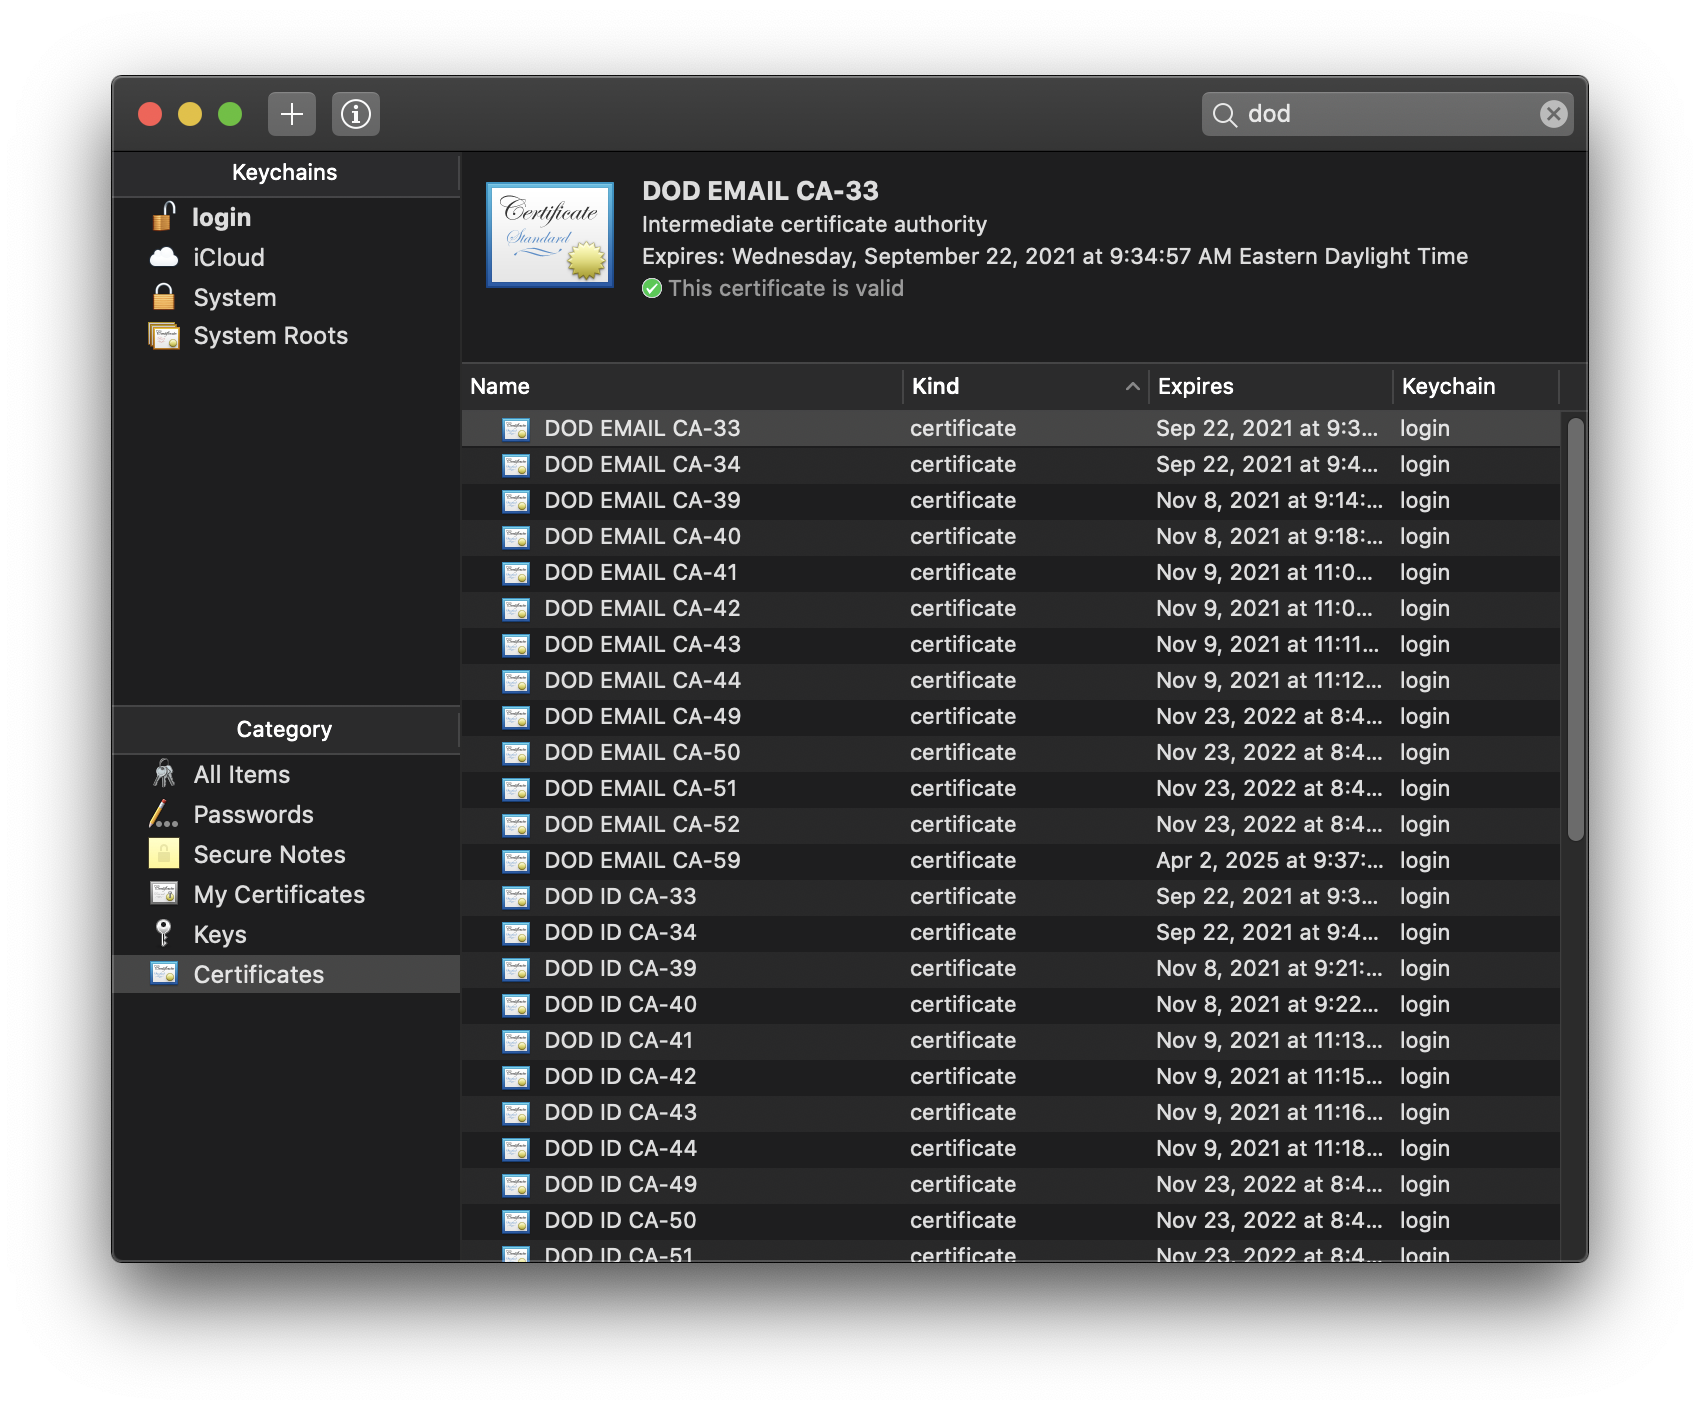 dod
Keychains
login
iCloud
System
System Roots
Certificate
Standard
DOD EMAIL CA-33
Intermediate certificate authority
Expires: Wednesday, September 22, 2021 at 9:34:57 AM Eastern Daylight Time
This certificate is valid
Name Kind Expires Keychain
DOD EMAIL CA-33 certificate Sep 22, 2021 at 9:3... login
DOD EMAIL CA-34 certificate Sep 22, 2021 at 9:4... login
DOD EMAIL CA-39 certificate Nov 8, 2021 at 9:14:... login
DOD EMAIL CA-40 certificate Nov 8, 2021 at 9:18:... login
DOD EMAIL CA-41 certificate Nov 9, 2021 at 11:0... login
DOD EMAIL CA-42 certificate Nov 9, 2021 at 11:0... login
DOD EMAIL CA-43 certificate Nov 9, 2021 at 11:11... login
DOD EMAIL CA-44 certificate Nov 9, 2021 at 11:12... login
DOD EMAIL CA-49 certificate Nov 23, 2022 at 8:4... login
DOD EMAIL CA-50 certificate Nov 23, 2022 at 8:4... login
DOD EMAIL CA-51 certificate Nov 23, 2022 at 8:4... login
DOD EMAIL CA-52 certificate Nov 23, 2022 at 8:4... login
DOD EMAIL CA-59 certificate Apr 2, 2025 at 9:37:... login
DOD ID CA-33 certificate Sep 22, 2021 at 9:3... login
DOD ID CA-34 certificate Sep 22, 2021 at 9:4... login
DOD ID CA-39 certificate Nov 8, 2021 at 9:21:... login
DOD ID CA-40 certificate Nov 8, 2021 at 9:22... login
DOD ID CA-41 certificate Nov 9, 2021 at 11:13... login
DOD ID CA-42 certificate Nov 9, 2021 at 11:15... login
DOD ID CA-43 certificate Nov 9, 2021 at 11:16... login
DOD ID CA-44 certificate Nov 9, 2021 at 11:18... login
DOD ID CA-49 certificate Nov 23, 2022 at 8:4... login
DOD ID CA-50 certificate Nov 23, 2022 at 8:4... login
DOD ID CA-51 certificate Nov 23, 2022 at 8:4... login
Category
All Items
Passwords
Secure Notes
My Certificates
Keys
Certificates